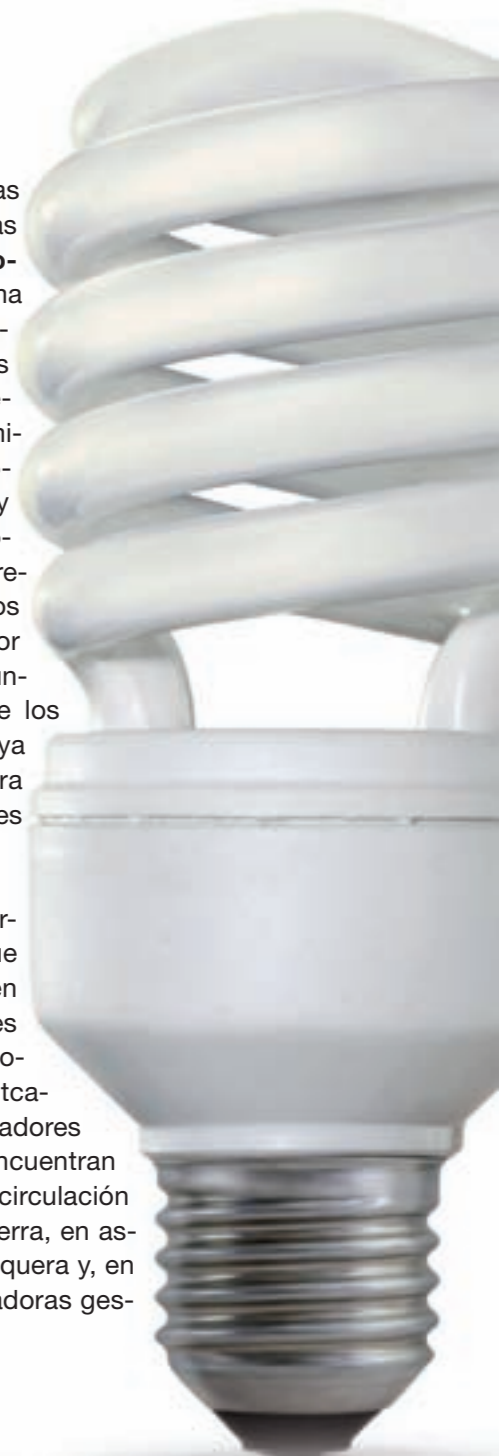 as
as
o-
na
-
s
-
ni-
-
y
-
re-
os
or
un-
e los
ya
ra
es
r-
ue
en
es
o-
tca-
adores
ncuentran
circulación
erra, en as-
quera y, en
adoras ges-